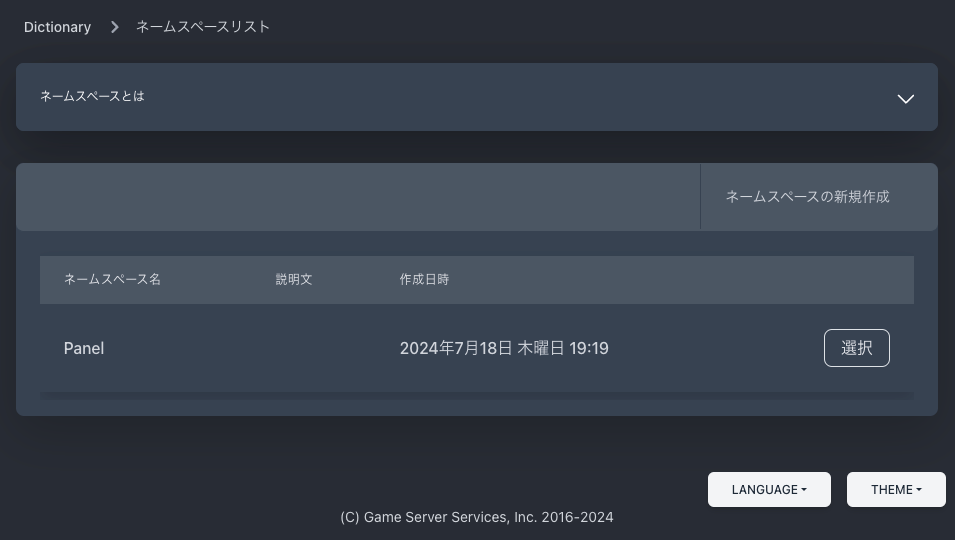 Dictionary > ネームスペースリスト
ネームスペースとは
ネームスペースの新規作成
ネームスペース名 説明文 作成日時
Panel 2024年7月18日 木曜日 19:19 選択
LANGUAGE THEME
(C) Game Server Services, Inc. 2016-2024